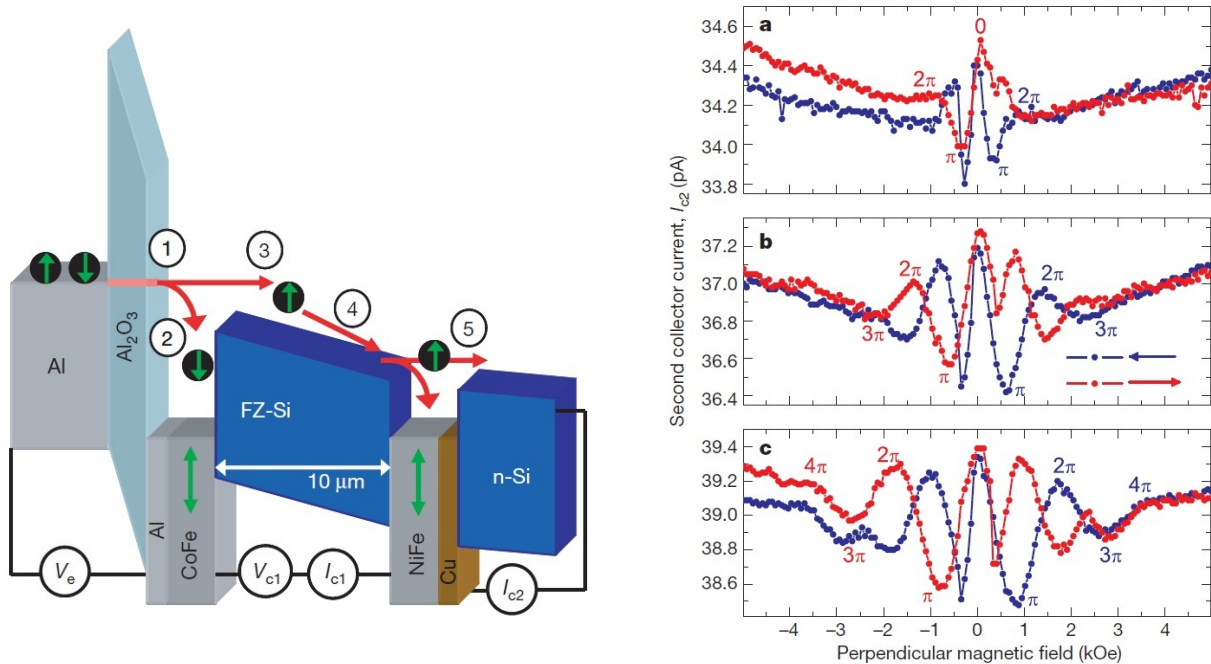 1
3
4
2
5
Al
Al₂O₃
FZ-Si
10 μm
n-Si
Al
CoFe
NiFe
Cu
Vₑ
V_c1
I_c1
I_c2
Second collector current, I_c2 (pA)
a
34.6
34.4
34.2
34.0
33.8
0
2π
2π
π
π
b
37.2
37.0
36.8
36.6
36.4
2π
2π
3π
3π
π
π
c
39.4
39.2
39.0
38.8
38.6
4π
2π
2π
4π
3π
3π
π
π
−4 −3 −2 −1 0 1 2 3 4
Perpendicular magnetic field (kOe)